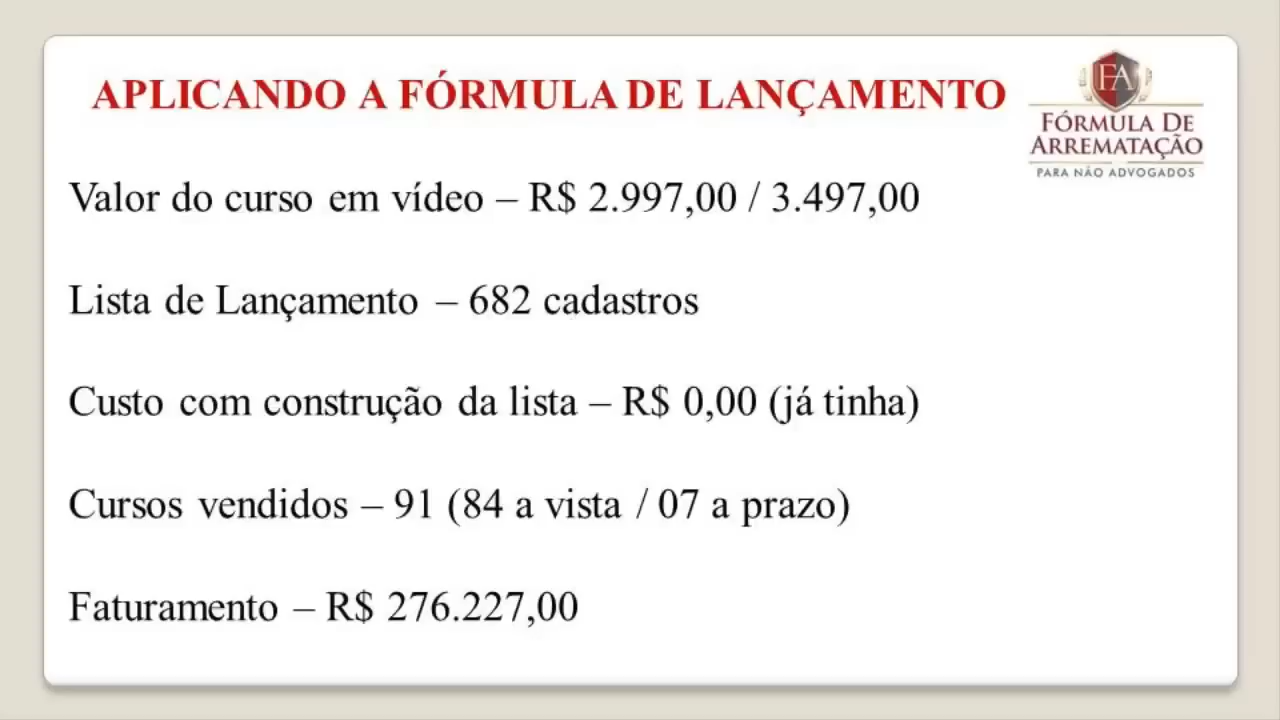 APLICANDO A FÓRMULA DE LANÇAMENTO
FA
FÓRMULA DE
ARREMATAÇÃO
PARA NÃO ADVOGADOS
Valor do curso em vídeo – R$ 2.997,00 / 3.497,00
Lista de Lançamento – 682 cadastros
Custo com construção da lista – R$ 0,00 (já tinha)
Cursos vendidos – 91 (84 a vista / 07 a prazo)
Faturamento – R$ 276.227,00